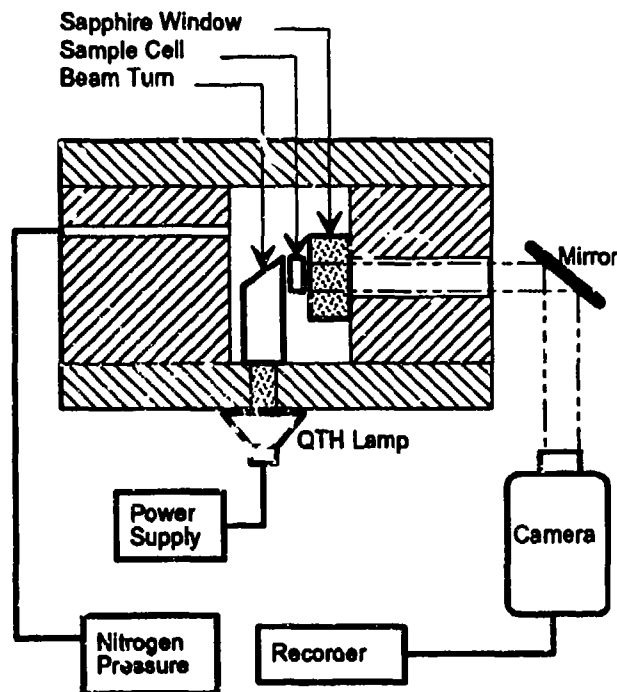 Sapphire Window
Sample Cell
Beam Turn
Mirror
QTH Lamp
Power
Supply
Camera
Nitrogen
Pressure
Recorder